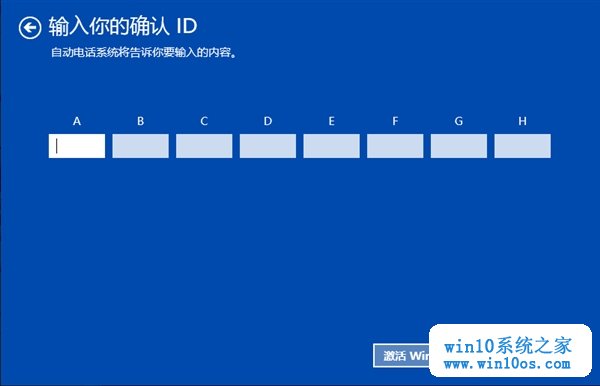 输入你的确认 ID
自动电话系统将告诉你要输入的内容。
A B C D E F G H
激活 Win
win10系统之家
www.win10os.com